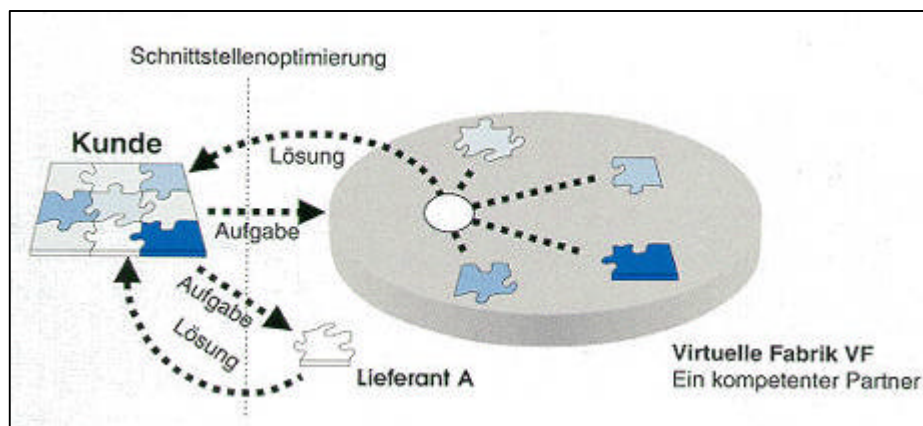 Schnittstellenoptimierung
Kunde
Lösung
Aufgabe
Aufgabe
Lösung
Lieferant A
Virtuelle Fabrik VF
Ein kompetenter Partner